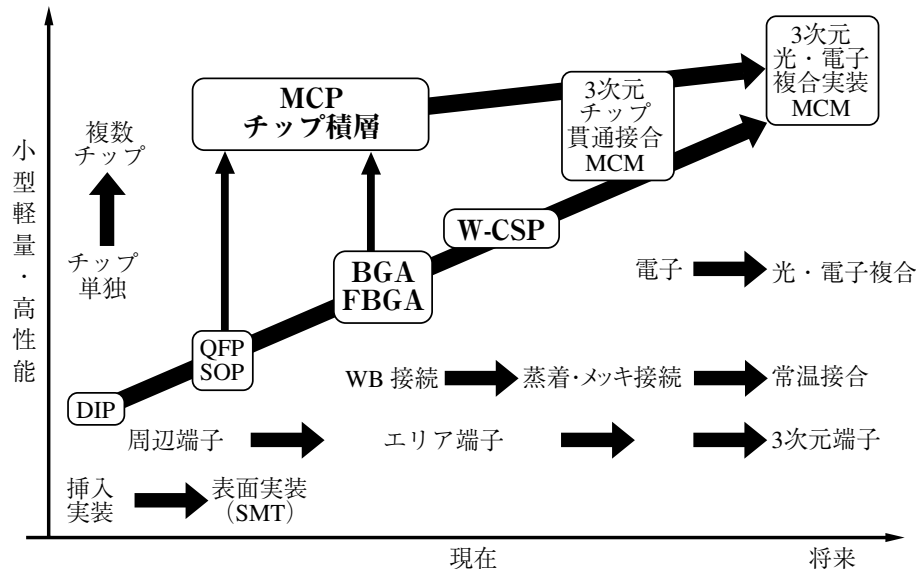 3次元
光・電子
複合実装
MCM
MCP
チップ積層
3次元
チップ
貫通接合
MCM
複数
チップ
小型軽量・高性能
W-CSP
チップ
単独
BGA
FBGA
電子
光・電子複合
QFP
SOP
WB 接続
蒸着・メッキ接続
常温接合
DIP
周辺端子
エリア端子
3次元端子
挿入
実装
表面実装
（SMT）
現在
将来